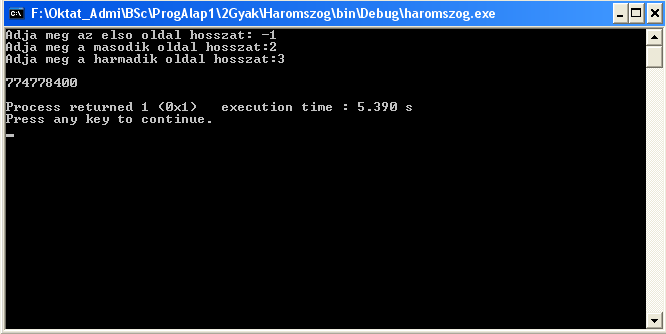 F:\Oktat_Admi\BSc\ProgAlap1\2Gyak\Haromszog\bin\Debug\haromszog.exe
Adja meg az elso oldal hosszat: -1
Adja meg a masodik oldal hosszat:2
Adja meg a harmadik oldal hosszat:3
774778400
Process returned 1 (0x1)   execution time : 5.390 s
Press any key to continue.